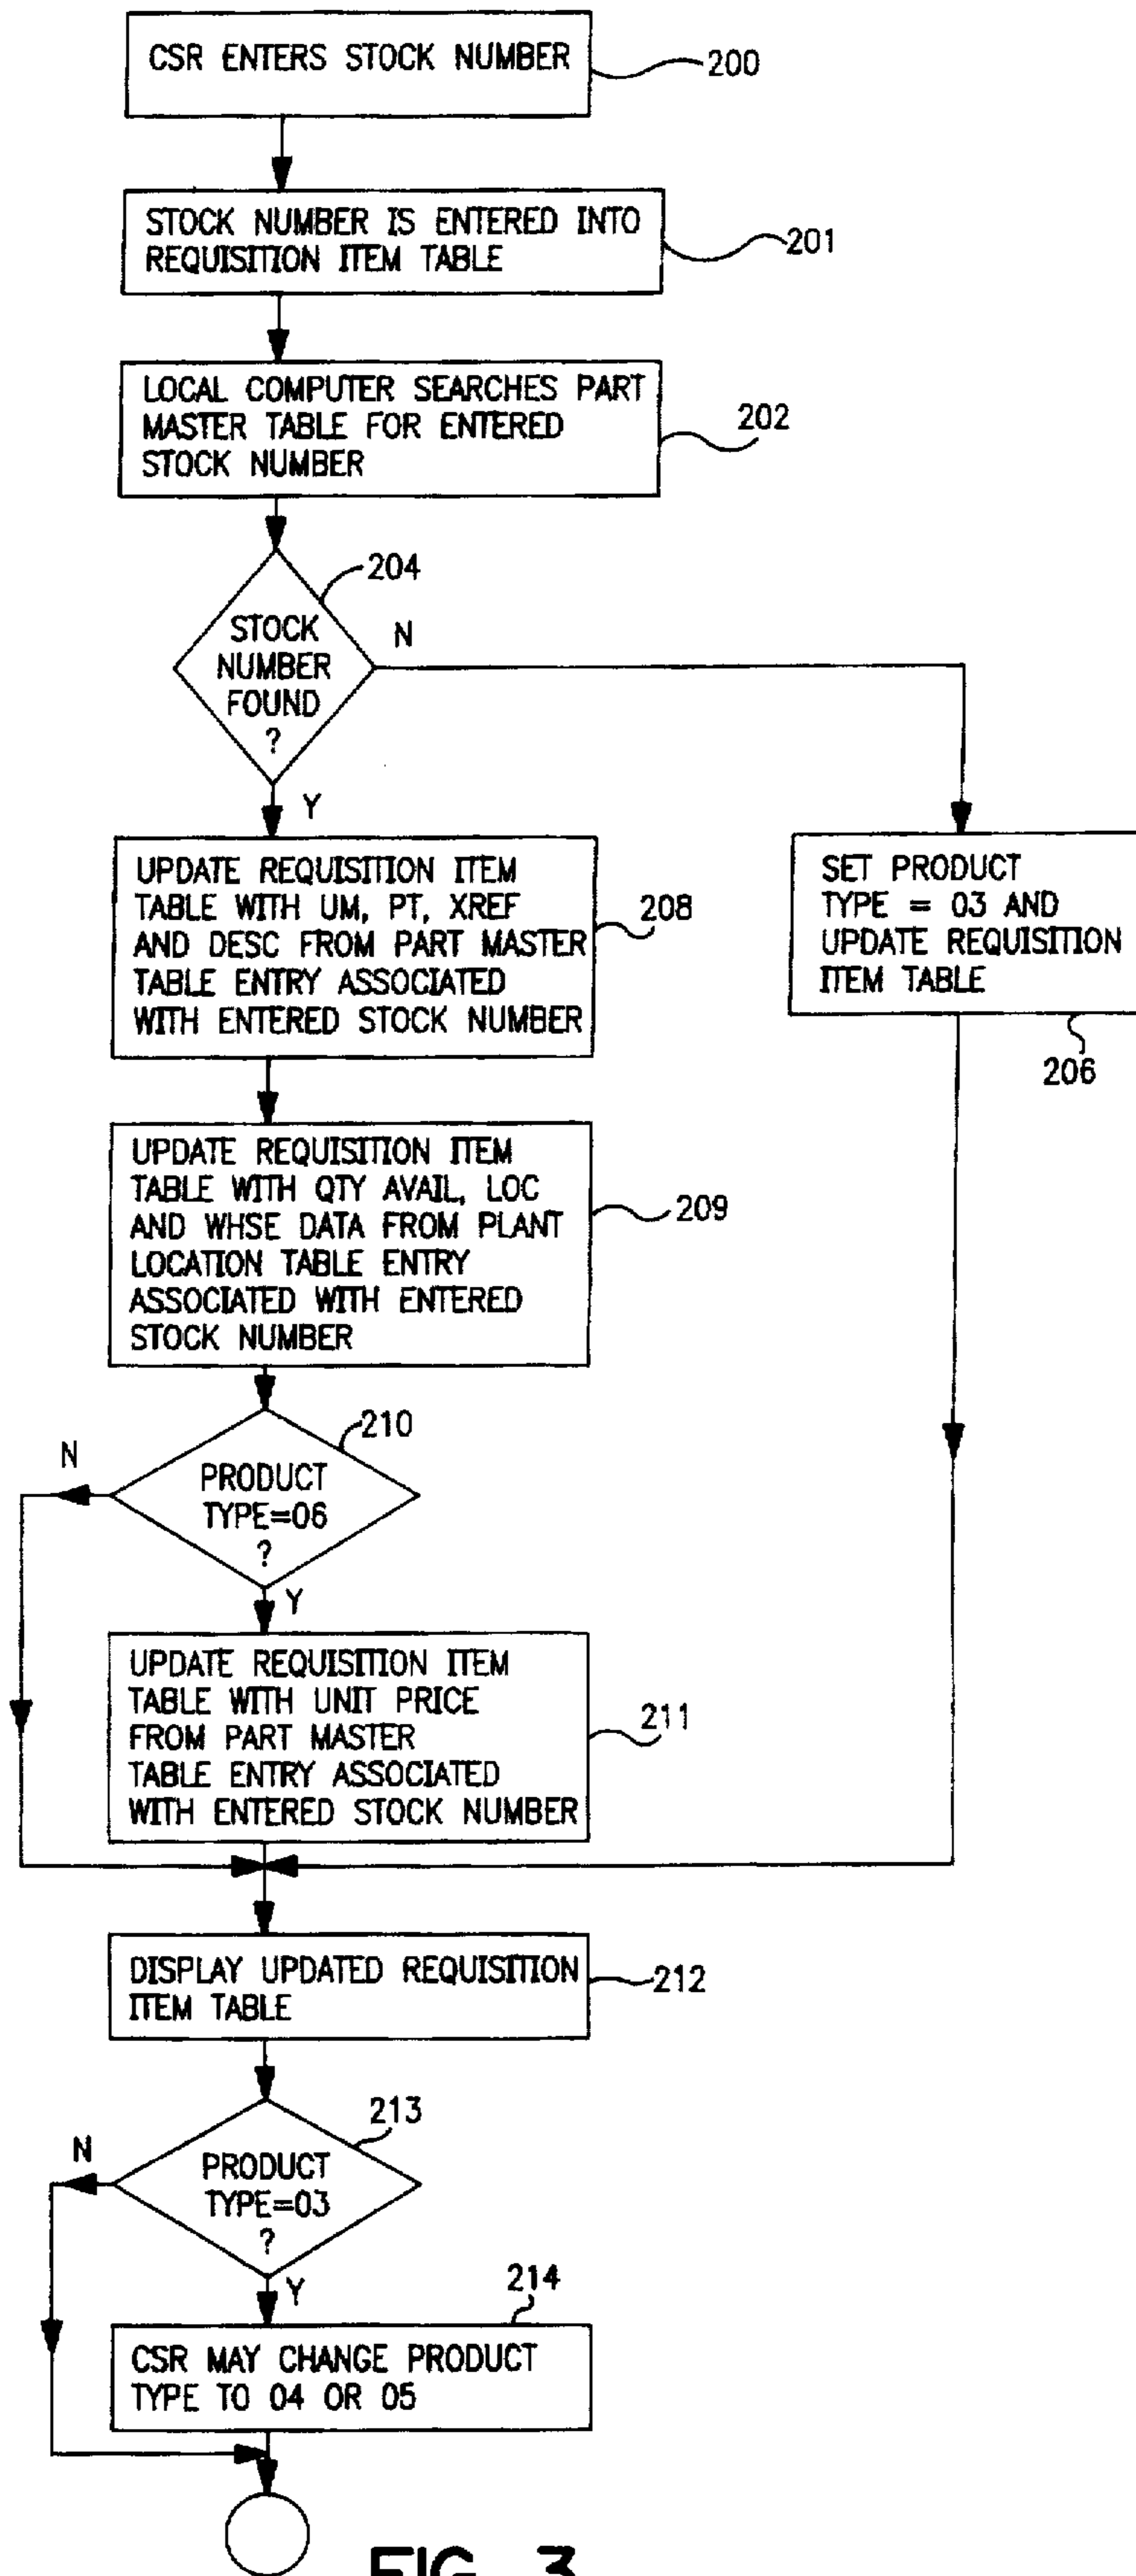 CSR ENTERS STOCK NUMBER
200
STOCK NUMBER IS ENTERED INTO
REQUISITION ITEM TABLE
201
LOCAL COMPUTER SEARCHES PART
MASTER TABLE FOR ENTERED
STOCK NUMBER
202
204
STOCK
NUMBER
FOUND
?
N
Y
UPDATE REQUISITION ITEM
TABLE WITH UM, PT, XREF
AND DESC FROM PART MASTER
TABLE ENTRY ASSOCIATED
WITH ENTERED STOCK NUMBER
208
SET PRODUCT
TYPE = 03 AND
UPDATE REQUISITION
ITEM TABLE
206
UPDATE REQUISITION ITEM
TABLE WITH QTY AVAIL, LOC
AND WHSE DATA FROM PLANT
LOCATION TABLE ENTRY
ASSOCIATED WITH ENTERED
STOCK NUMBER
209
210
N
PRODUCT
TYPE=06
?
Y
UPDATE REQUISITION ITEM
TABLE WITH UNIT PRICE
FROM PART MASTER
TABLE ENTRY ASSOCIATED
WITH ENTERED STOCK NUMBER
211
DISPLAY UPDATED REQUISITION
ITEM TABLE
212
213
N
PRODUCT
TYPE=03
?
Y
214
CSR MAY CHANGE PRODUCT
TYPE TO 04 OR 05
FIG. 3